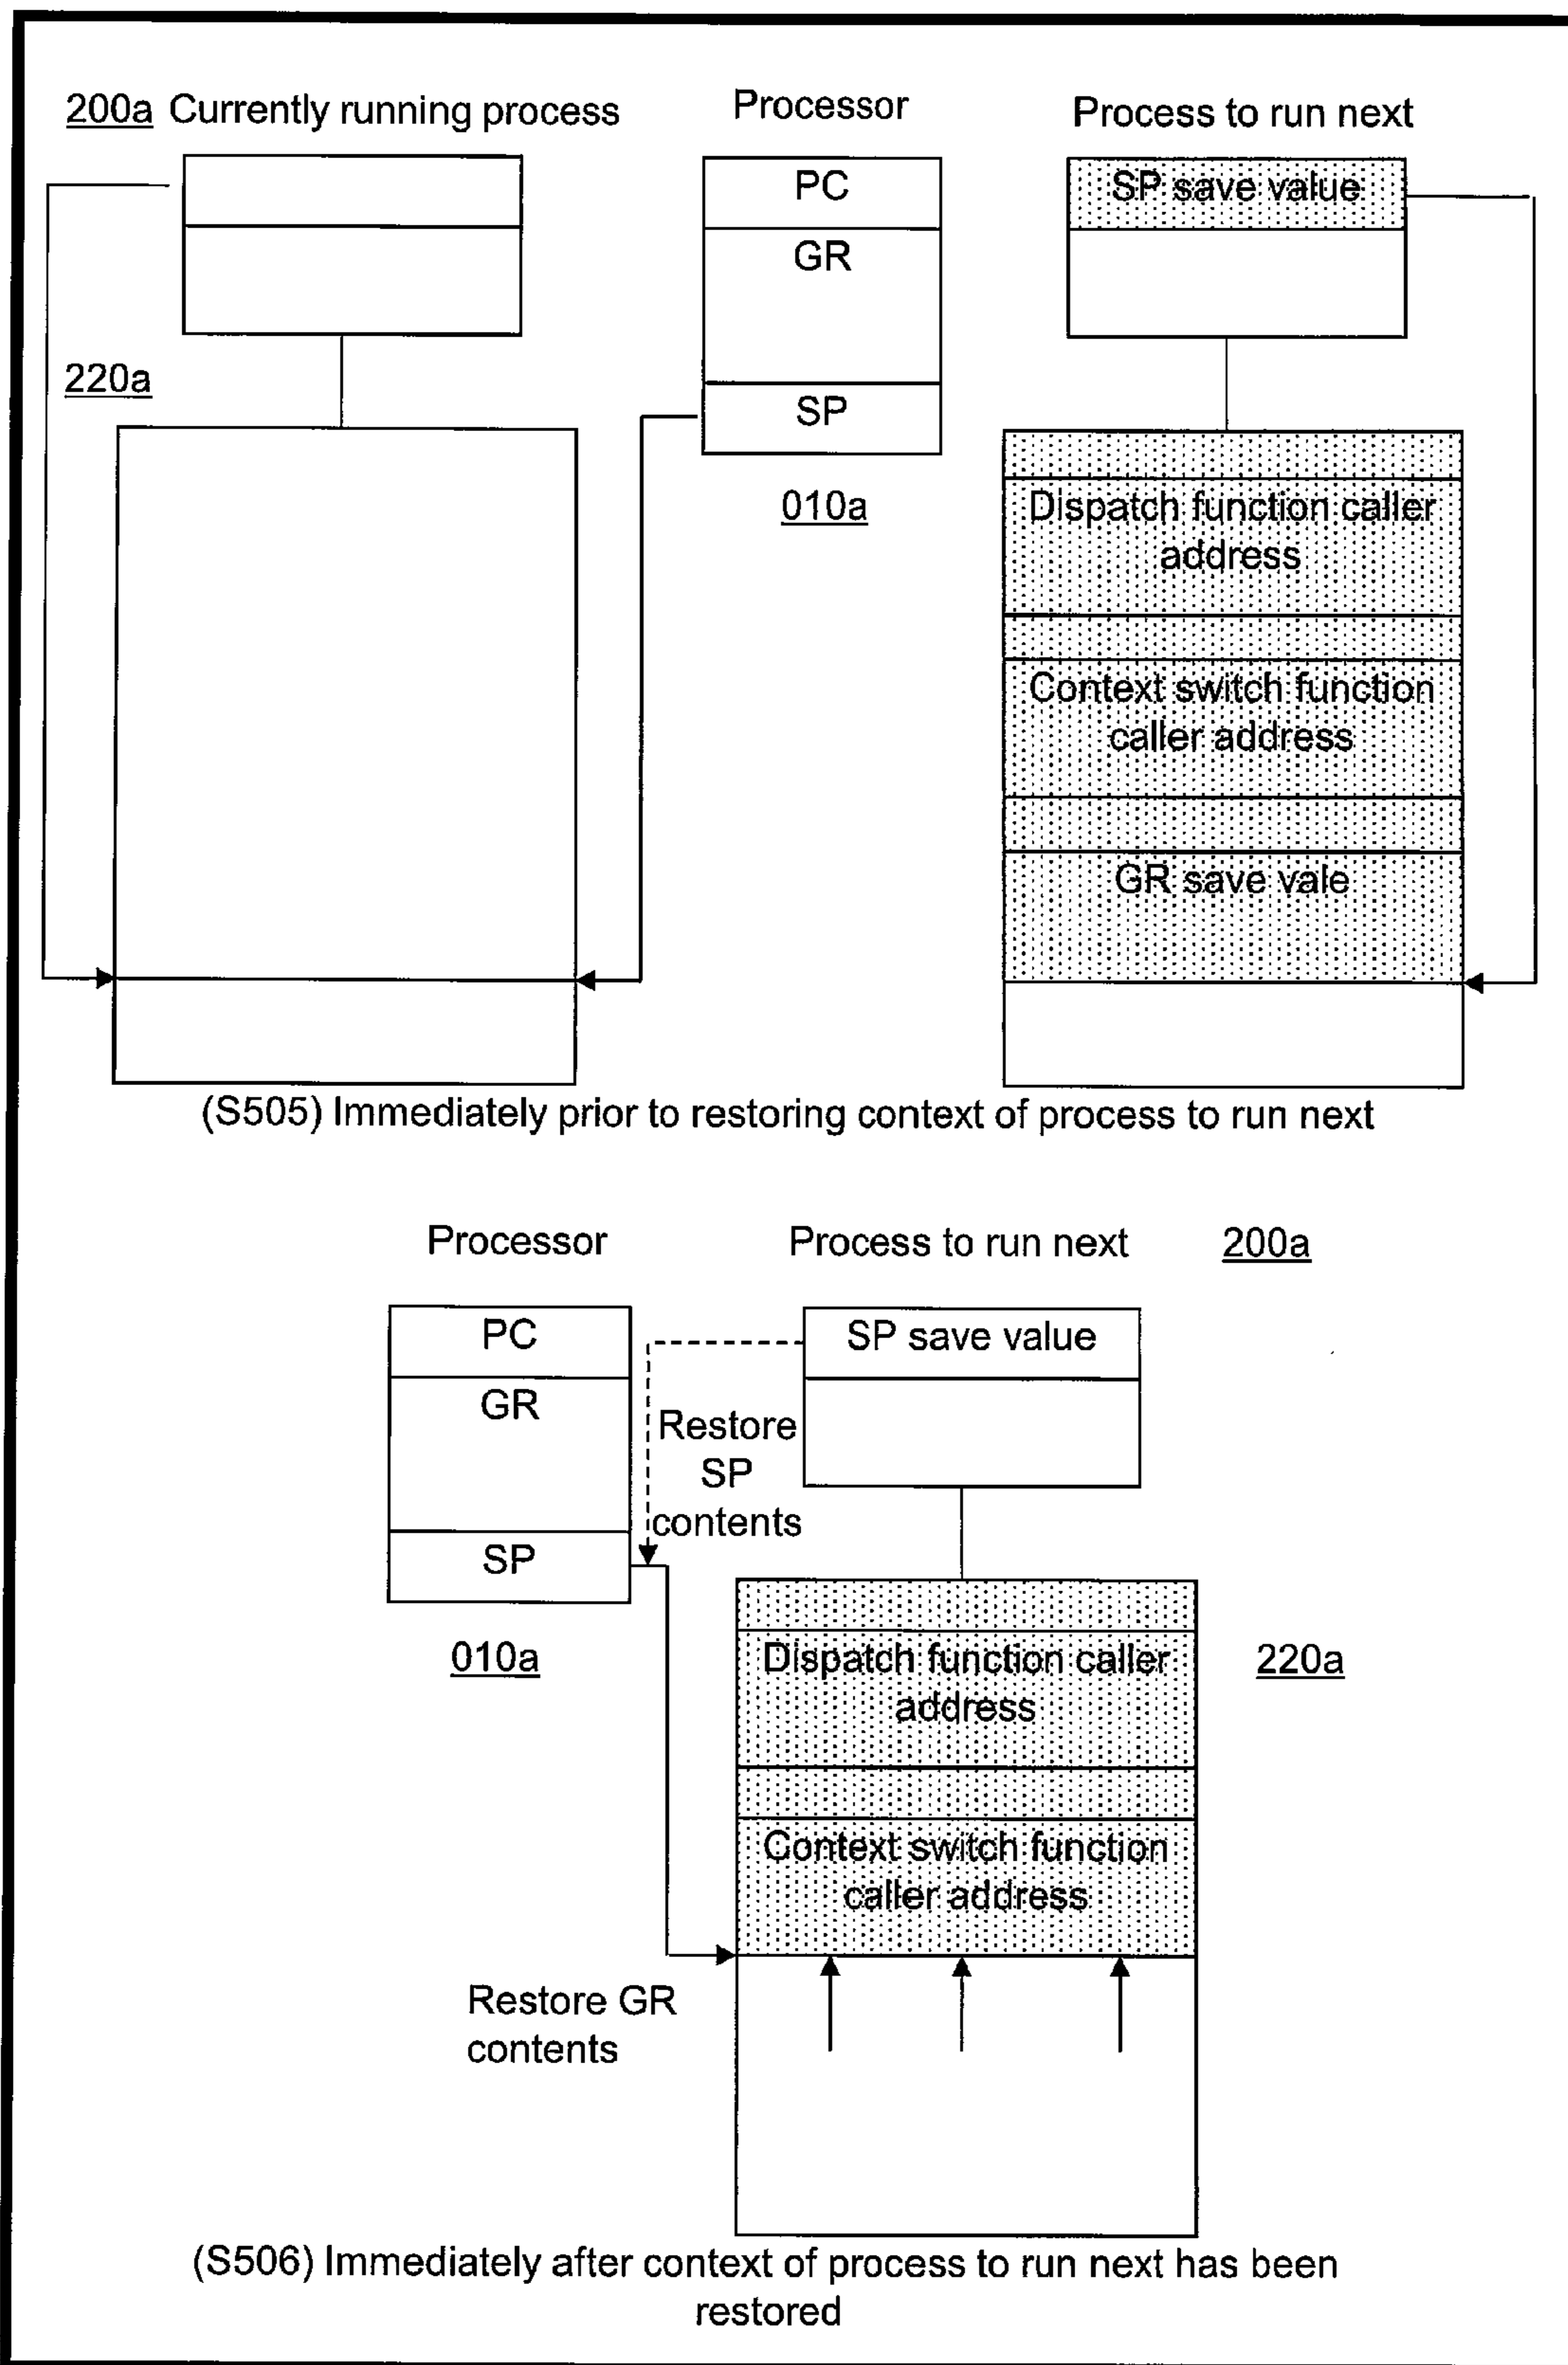 200a Currently running process
Processor
Process to run next
PC
SP save value
GR
220a
SP
010a
Dispatch function caller
address
Context switch function
caller address
GR save vale
(S505) Immediately prior to restoring context of process to run next
Processor
Process to run next
200a
PC
SP save value
GR
Restore
SP
contents
SP
010a
Dispatch function caller
address
220a
Context switch function
caller address
Restore GR
contents
(S506) Immediately after context of process to run next has been
restored